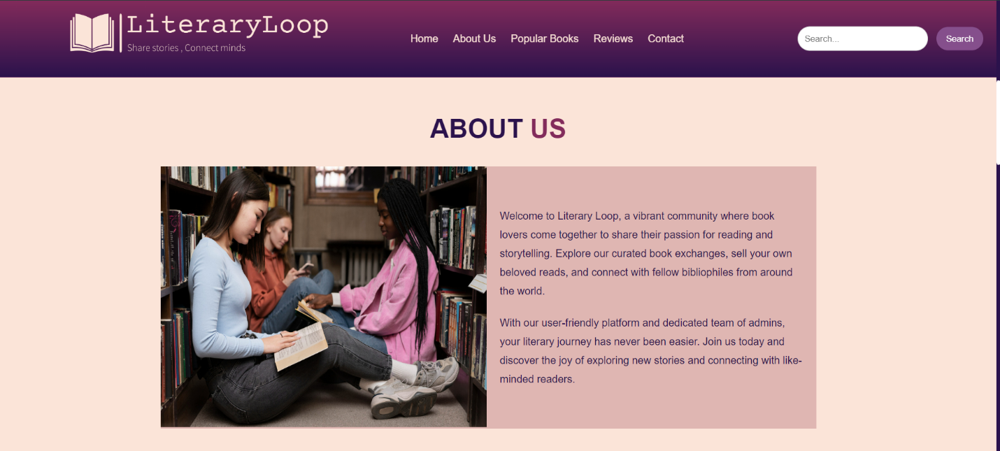 LiteraryLoop
Share stories , Connect minds
Home About Us Popular Books Reviews Contact
Search... Search
ABOUT US
Welcome to Literary Loop, a vibrant community where book
lovers come together to share their passion for reading and
storytelling. Explore our curated book exchanges, sell your own
beloved reads, and connect with fellow bibliophiles from around
the world.
With our user-friendly platform and dedicated team of admins,
your literary journey has never been easier. Join us today and
discover the joy of exploring new stories and connecting with like-
minded readers.